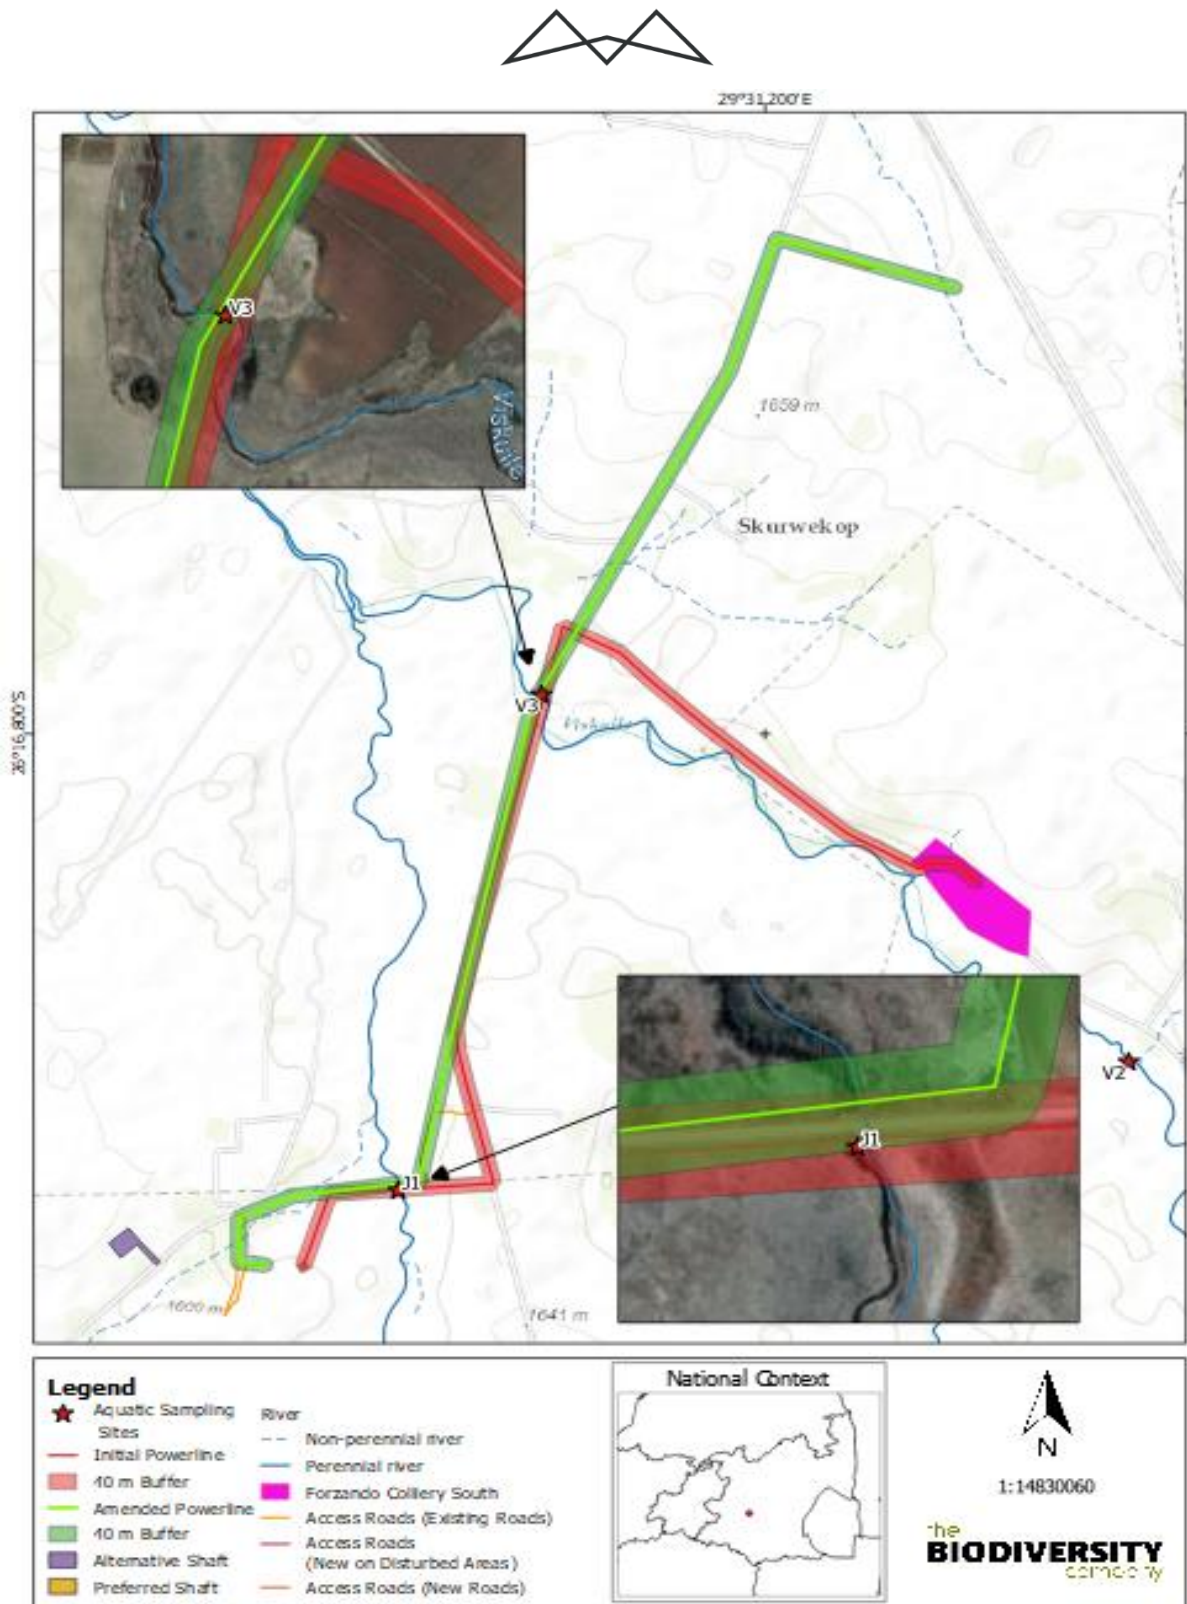 29°31,200'E
V3
Viskuile
1659 m
Skurwekop
26°16,800'S
V3
Viskuile
V2
J1
J1
1600 m
1641 m
Legend
Aquatic Sampling
Sites
Initial Powerline
40 m Buffer
Amended Powerline
40 m Buffer
Alternative Shaft
Preferred Shaft
River
Non-perennial river
Perennial river
Forzando Colliery South
Access Roads (Existing Roads)
Access Roads
(New on Disturbed Areas)
Access Roads (New Roads)
National Context
N
1:14830060
the
BIODIVERSITY
company